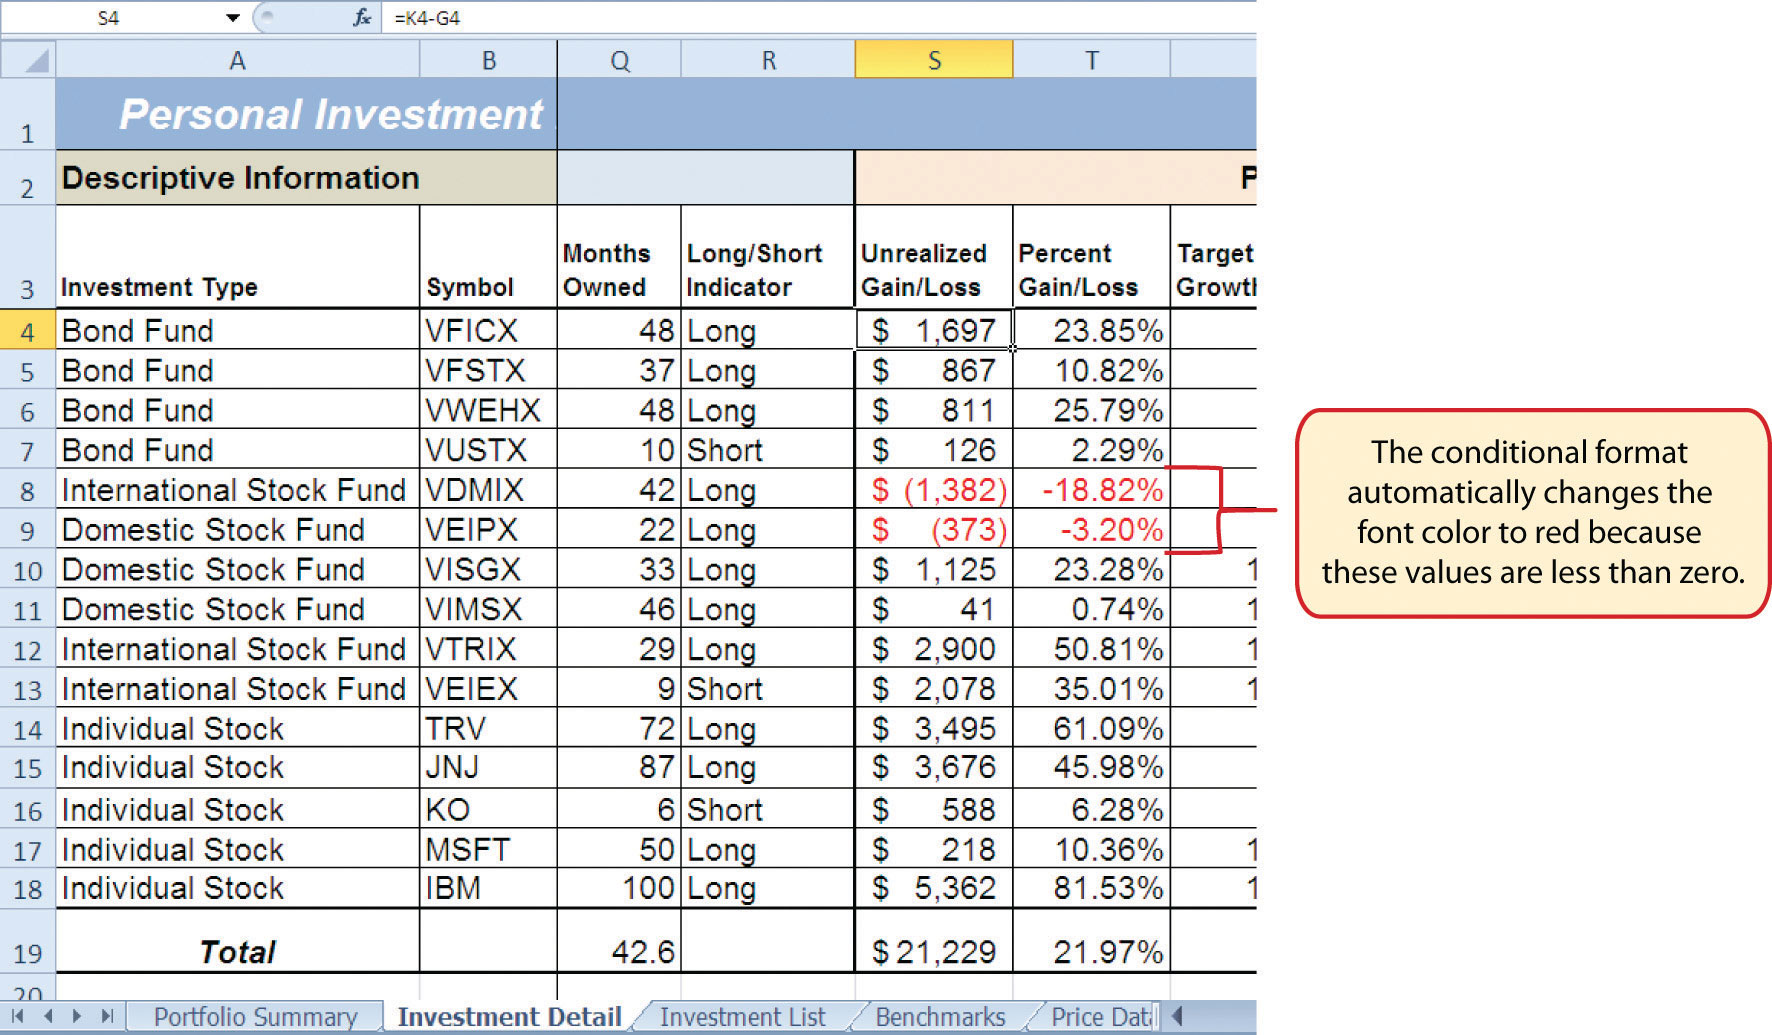 S4 fx =K4-G4
A B Q R S T
1 Personal Investment
2 Descriptive Information P
Months Long/Short Unrealized Percent Target
3 Investment Type Symbol Owned Indicator Gain/Loss Gain/Loss Growth
4 Bond Fund VFICX 48 Long $ 1,697 23.85%
5 Bond Fund VFSTX 37 Long $ 867 10.82%
6 Bond Fund VWEHX 48 Long $ 811 25.79%
7 Bond Fund VUSTX 10 Short $ 126 2.29%
8 International Stock Fund VDMIX 42 Long $ (1,382) -18.82%
9 Domestic Stock Fund VEIPX 22 Long $ (373) -3.20%
10 Domestic Stock Fund VISGX 33 Long $ 1,125 23.28% 1
11 Domestic Stock Fund VIMSX 46 Long $ 41 0.74% 1
12 International Stock Fund VTRIX 29 Long $ 2,900 50.81% 1
13 International Stock Fund VEIEX 9 Short $ 2,078 35.01% 1
14 Individual Stock TRV 72 Long $ 3,495 61.09%
15 Individual Stock JNJ 87 Long $ 3,676 45.98%
16 Individual Stock KO 6 Short $ 588 6.28%
17 Individual Stock MSFT 50 Long $ 218 10.36% 1
18 Individual Stock IBM 100 Long $ 5,362 81.53% 1
19 Total 42.6 $ 21,229 21.97%
20
Portfolio Summary Investment Detail Investment List Benchmarks Price Data
The conditional format
automatically changes the
font color to red because
these values are less than zero.